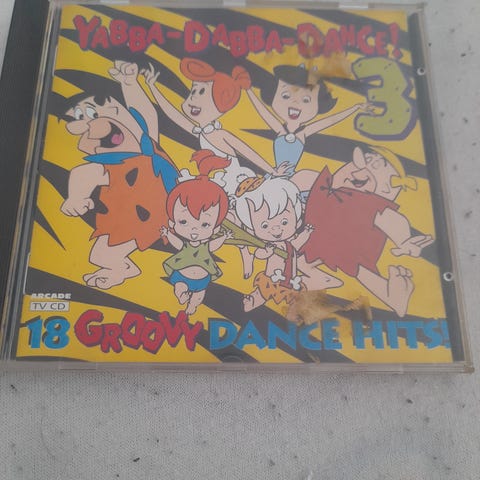 YABBA-DABBA-DANCE!
3
ARCADE
TV CD
18 GROOVY DANCE HITS!